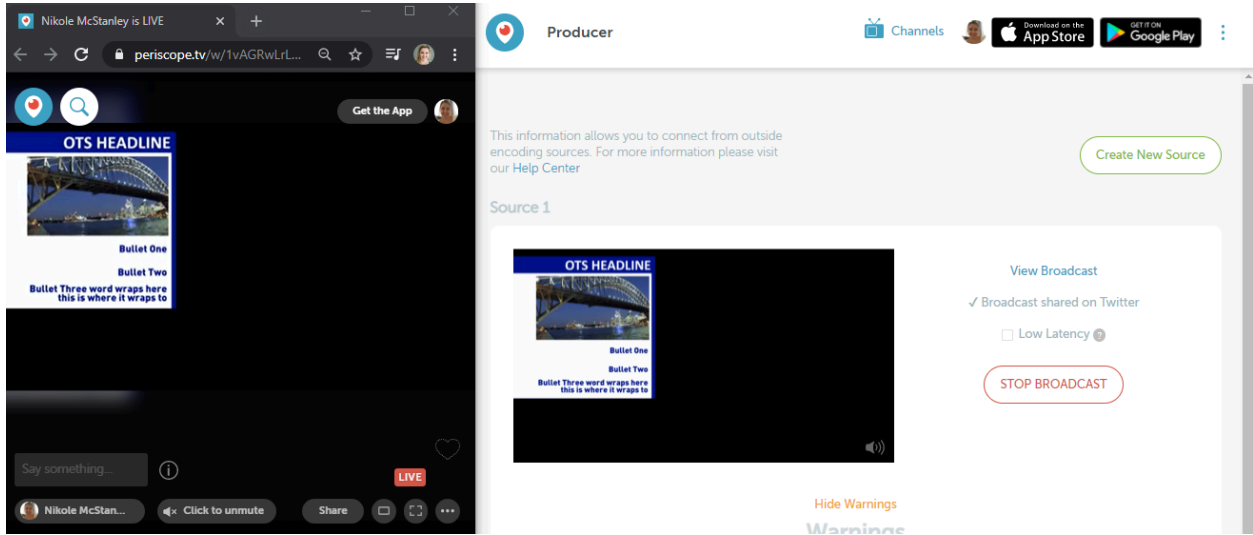 Nikole McStanley is LIVE
periscope.tv/w/1vAGRwLrL...
Get the App
OTS HEADLINE
Bullet One
Bullet Two
Bullet Three word wraps here
this is where it wraps to
Say something...
LIVE
Nikole McStan...
Click to unmute
Share
Producer
Channels
Download on the
App Store
GET IT ON
Google Play
This information allows you to connect from outside
encoding sources. For more information please visit
our Help Center
Create New Source
Source 1
OTS HEADLINE
Bullet One
Bullet Two
Bullet Three word wraps here
this is where it wraps to
View Broadcast
✓ Broadcast shared on Twitter
Low Latency ?
STOP BROADCAST
Hide Warnings
Warnings